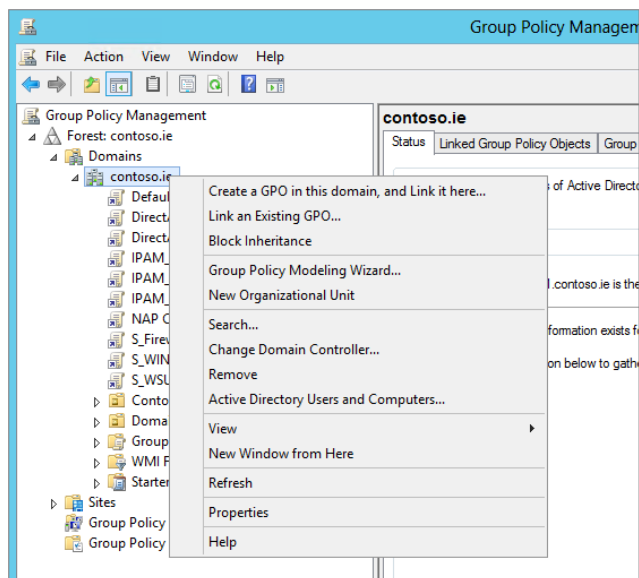 Group Policy Managem
File Action View Window Help
Group Policy Management
Forest: contoso.ie
Domains
contoso.ie
Defaul
DirectA
DirectA
IPAM_
IPAM_
IPAM_
NAP C
S_Firew
S_WIN
S_WSU
Conto
Domai
Group
WMI F
Starter
Sites
Group Policy
Group Policy
contoso.ie
Status Linked Group Policy Objects Group
s of Active Directo
.contoso.ie is the
formation exists fo
on below to gathe
Create a GPO in this domain, and Link it here...
Link an Existing GPO...
Block Inheritance
Group Policy Modeling Wizard...
New Organizational Unit
Search...
Change Domain Controller...
Remove
Active Directory Users and Computers...
View
New Window from Here
Refresh
Properties
Help